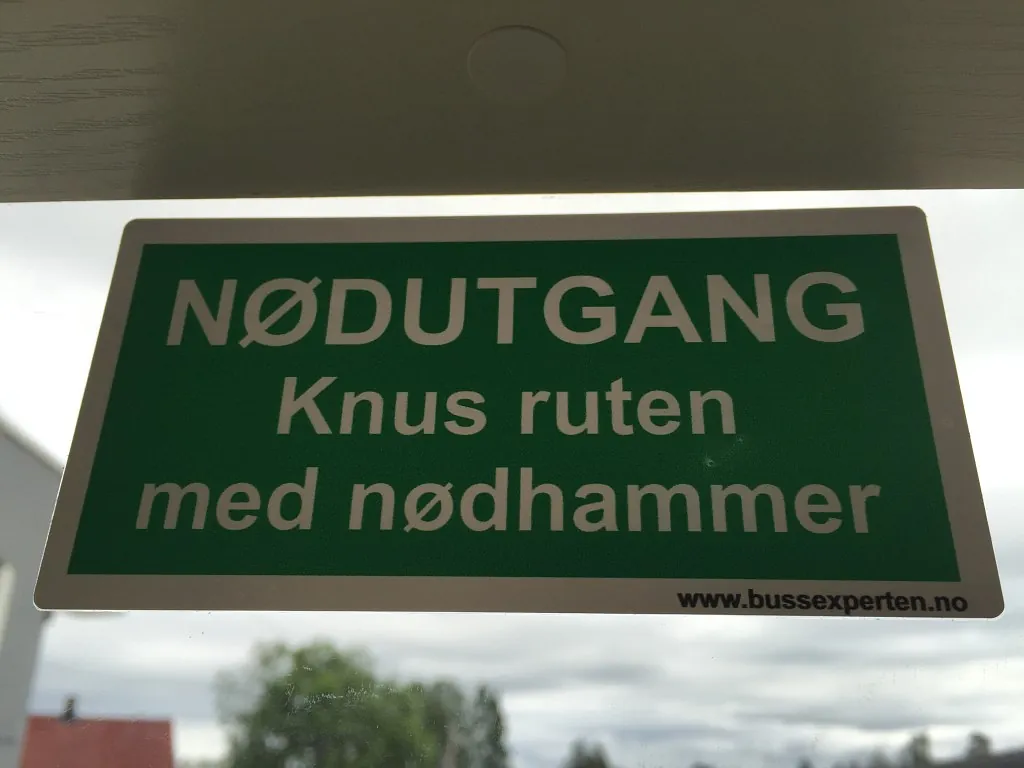 NØDUTGANG
Knus ruten
med nødhammer
www.bussexperten.no